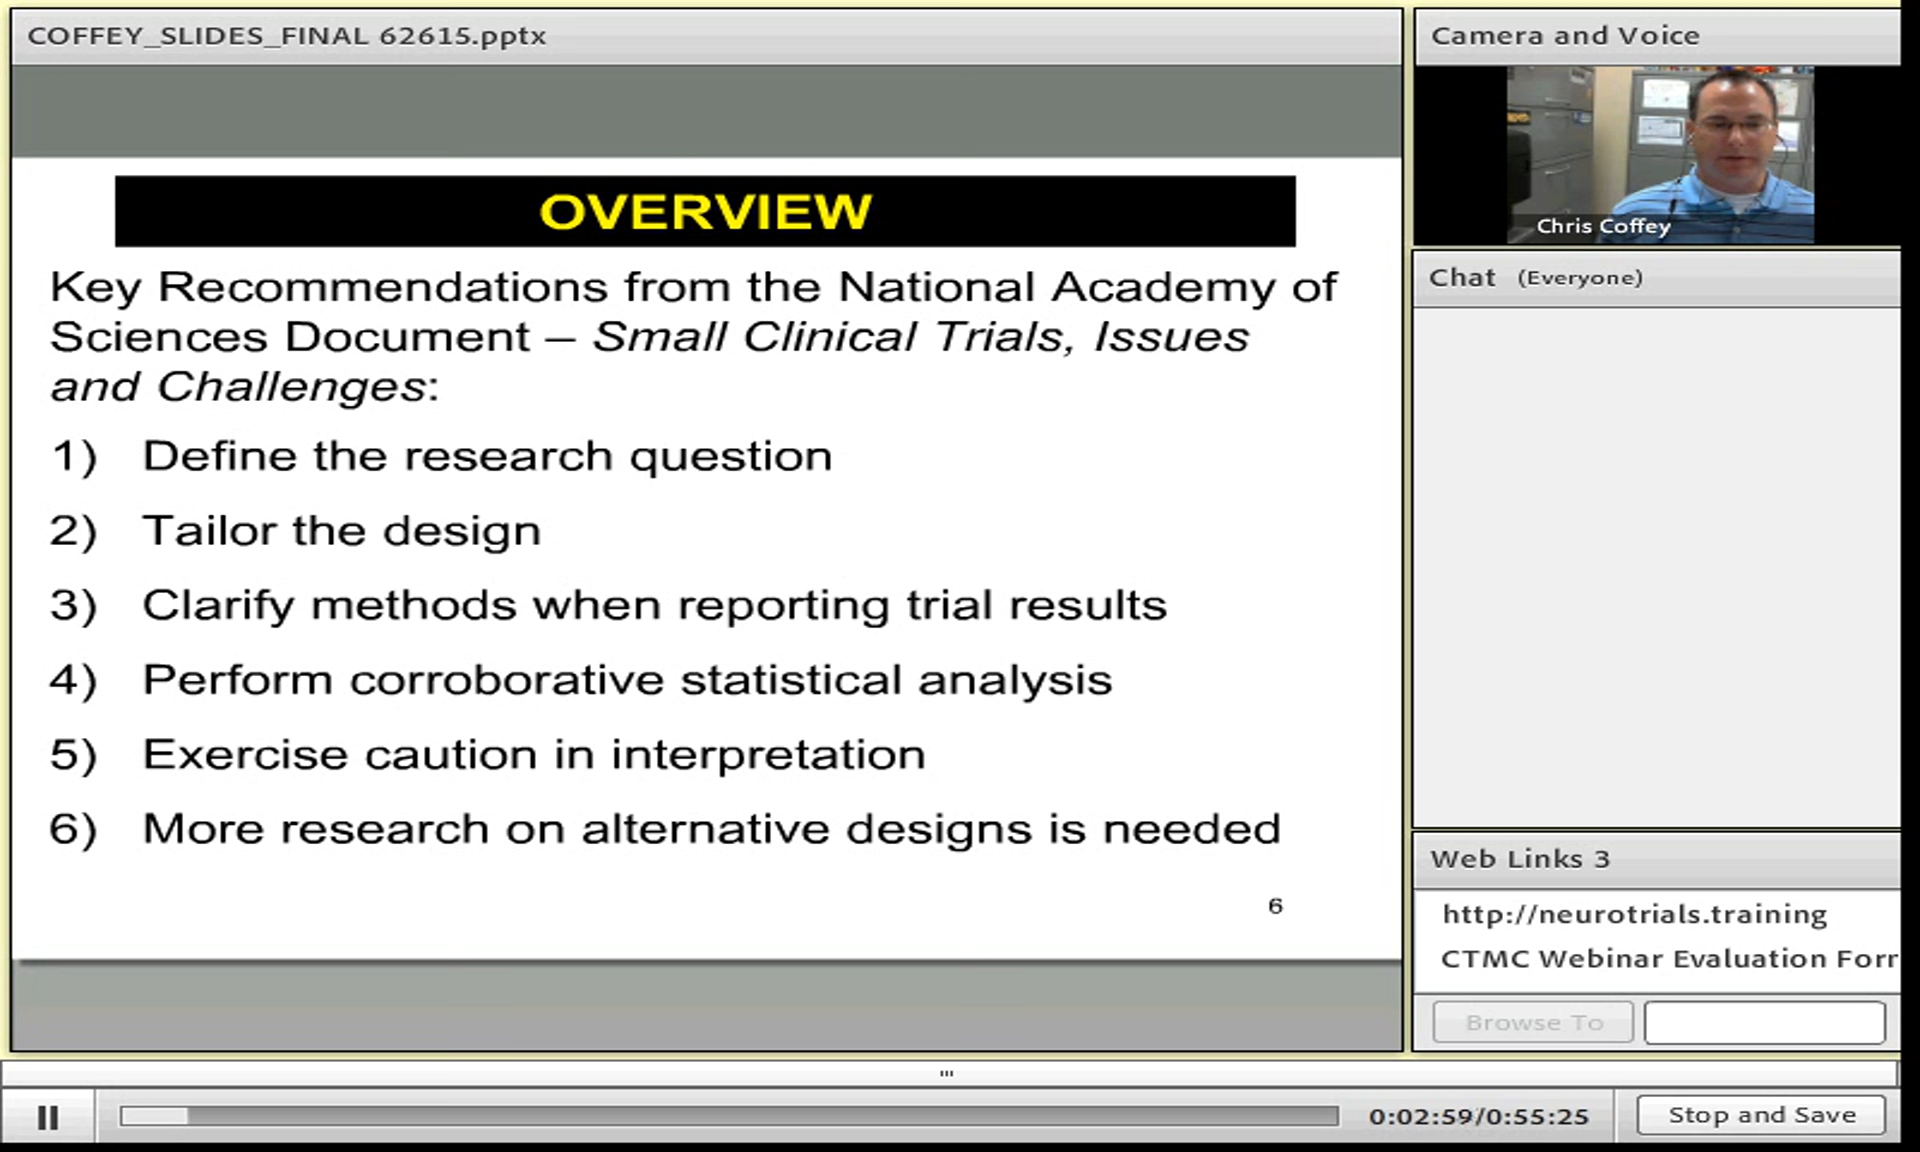 COFFEY_SLIDES_FINAL 62615.pptx
OVERVIEW
Key Recommendations from the National Academy of
Sciences Document – Small Clinical Trials, Issues
and Challenges:
1) Define the research question
2) Tailor the design
3) Clarify methods when reporting trial results
4) Perform corroborative statistical analysis
5) Exercise caution in interpretation
6) More research on alternative designs is needed
6
Camera and Voice
Chris Coffey
Chat (Everyone)
Web Links 3
http://neurotrials.training
CTMC Webinar Evaluation Forr
Browse To
0:02:59/0:55:25
Stop and Save